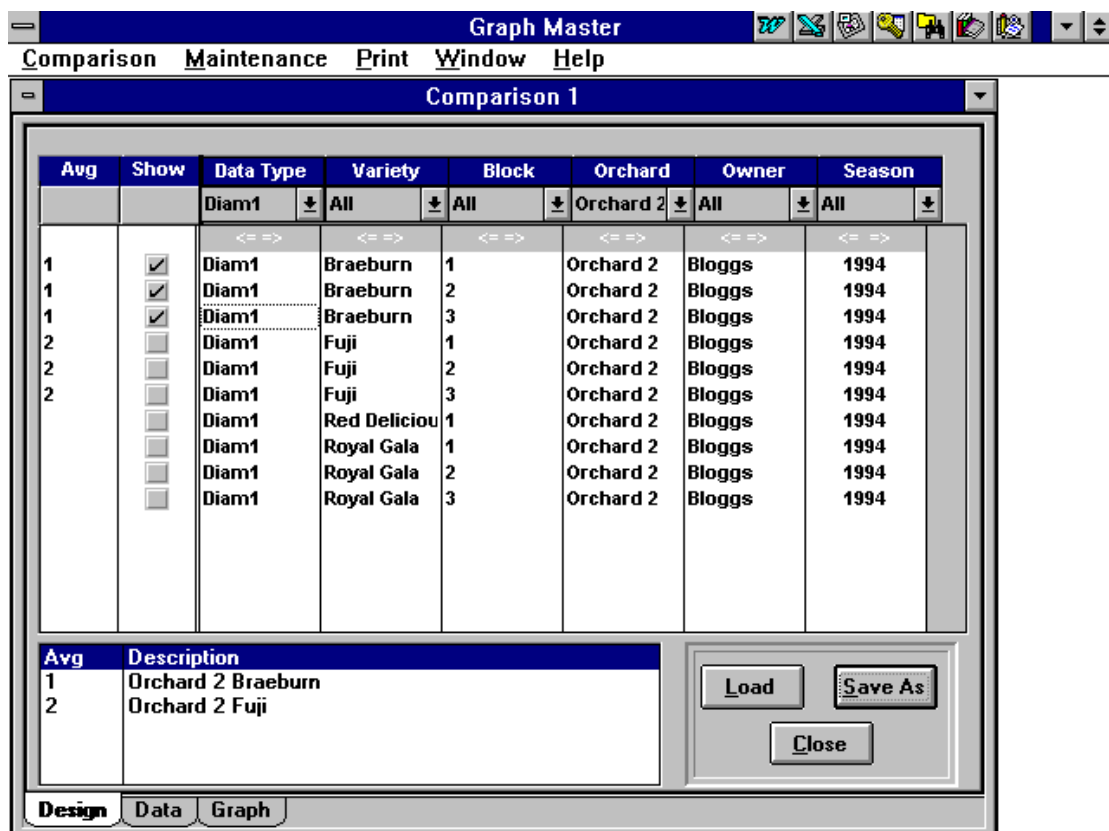 Graph Master
Comparison Maintenance Print Window Help
Comparison 1
Avg Show Data Type Variety Block Orchard Owner Season
Diam1 All All Orchard 2 All All
<= => <= => <= => <= => <= => <= =>
1 Diam1 Braeburn 1 Orchard 2 Bloggs 1994
1 Diam1 Braeburn 2 Orchard 2 Bloggs 1994
1 Diam1 Braeburn 3 Orchard 2 Bloggs 1994
2 Diam1 Fuji 1 Orchard 2 Bloggs 1994
2 Diam1 Fuji 2 Orchard 2 Bloggs 1994
2 Diam1 Fuji 3 Orchard 2 Bloggs 1994
Diam1 Red Deliciou 1 Orchard 2 Bloggs 1994
Diam1 Royal Gala 1 Orchard 2 Bloggs 1994
Diam1 Royal Gala 2 Orchard 2 Bloggs 1994
Diam1 Royal Gala 3 Orchard 2 Bloggs 1994
Avg Description
1 Orchard 2 Braeburn
2 Orchard 2 Fuji
Load Save As
Close
Design Data Graph